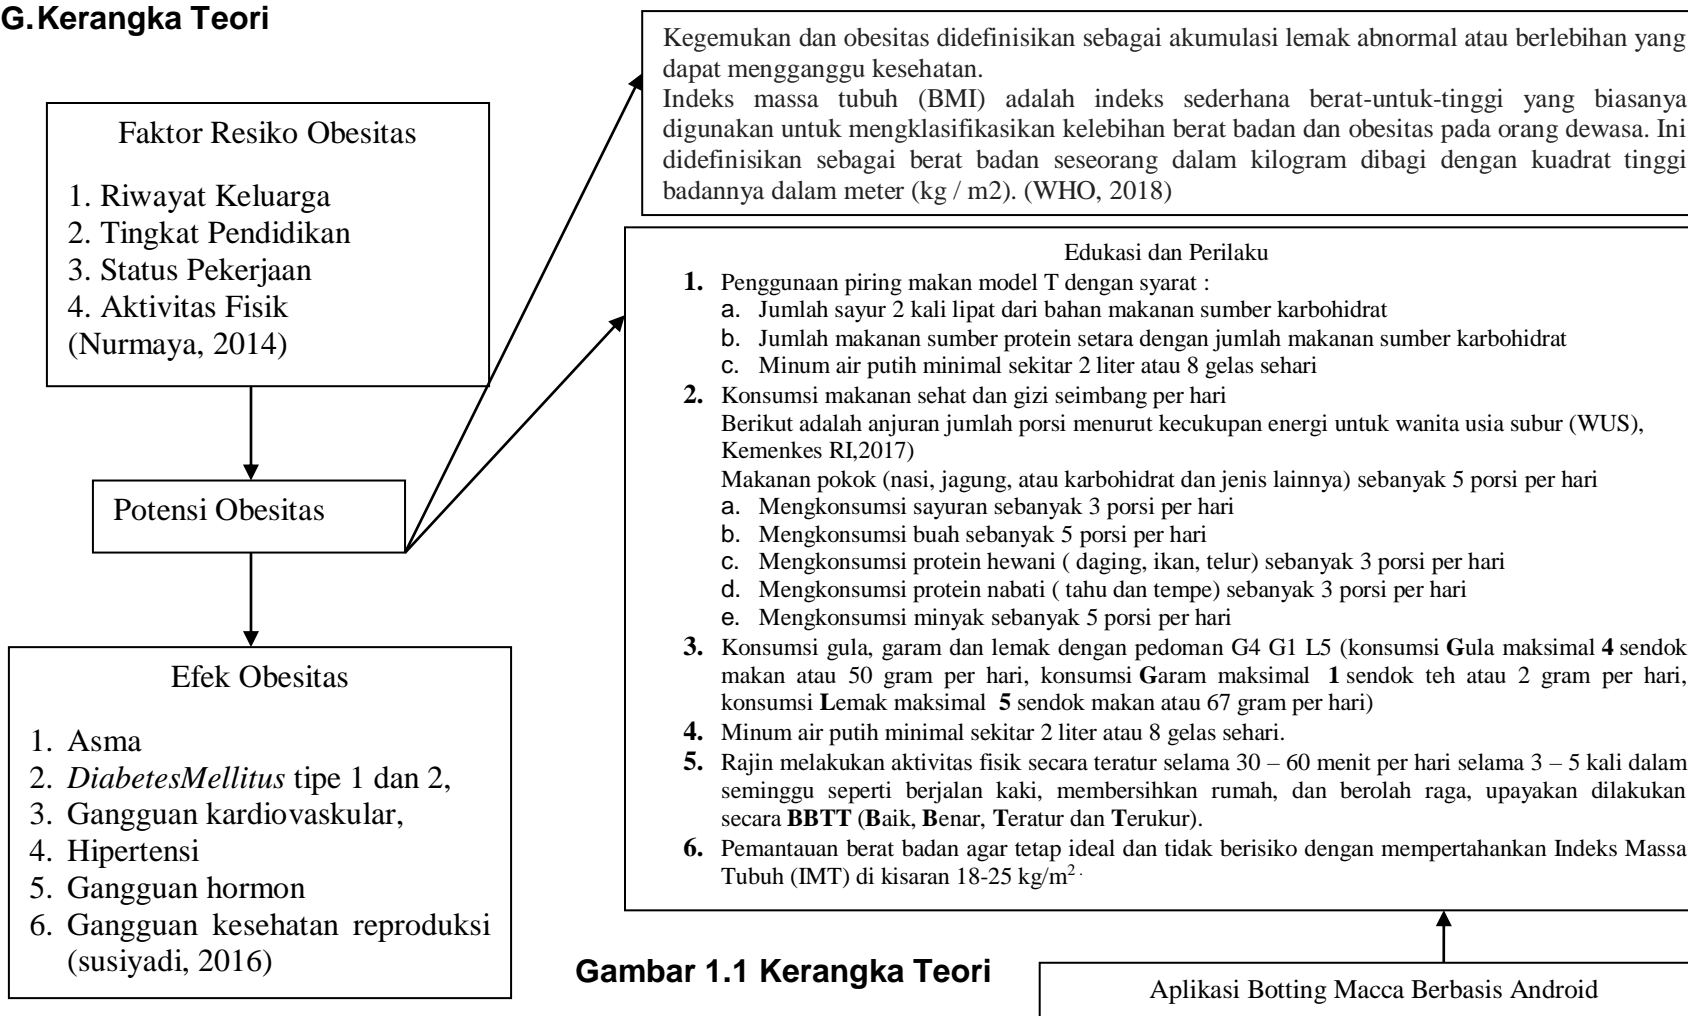 G.Kerangka Teori
Faktor Resiko Obesitas
1. Riwayat Keluarga
2. Tingkat Pendidikan
3. Status Pekerjaan
4. Aktivitas Fisik
(Nurmaya, 2014)
Potensi Obesitas
Efek Obesitas
1. Asma
2. DiabetesMellitus tipe 1 dan 2,
3. Gangguan kardiovaskular,
4. Hipertensi
5. Gangguan hormon
6. Gangguan kesehatan reproduksi
(susiyadi, 2016)
Kegemukan dan obesitas didefinisikan sebagai akumulasi lemak abnormal atau berlebihan yang
dapat mengganggu kesehatan.
Indeks massa tubuh (BMI) adalah indeks sederhana berat-untuk-tinggi yang biasanya
digunakan untuk mengklasifikasikan kelebihan berat badan dan obesitas pada orang dewasa. Ini
didefinisikan sebagai berat badan seseorang dalam kilogram dibagi dengan kuadrat tinggi
badannya dalam meter (kg / m2). (WHO, 2018)
Edukasi dan Perilaku
1. Penggunaan piring makan model T dengan syarat :
a. Jumlah sayur 2 kali lipat dari bahan makanan sumber karbohidrat
b. Jumlah makanan sumber protein setara dengan jumlah makanan sumber karbohidrat
c. Minum air putih minimal sekitar 2 liter atau 8 gelas sehari
2. Konsumsi makanan sehat dan gizi seimbang per hari
Berikut adalah anjuran jumlah porsi menurut kecukupan energi untuk wanita usia subur (WUS),
Kemenkes RI,2017)
Makanan pokok (nasi, jagung, atau karbohidrat dan jenis lainnya) sebanyak 5 porsi per hari
a. Mengkonsumsi sayuran sebanyak 3 porsi per hari
b. Mengkonsumsi buah sebanyak 5 porsi per hari
c. Mengkonsumsi protein hewani ( daging, ikan, telur) sebanyak 3 porsi per hari
d. Mengkonsumsi protein nabati ( tahu dan tempe) sebanyak 3 porsi per hari
e. Mengkonsumsi minyak sebanyak 5 porsi per hari
3. Konsumsi gula, garam dan lemak dengan pedoman G4 G1 L5 (konsumsi Gula maksimal 4 sendok
makan atau 50 gram per hari, konsumsi Garam maksimal 1 sendok teh atau 2 gram per hari,
konsumsi Lemak maksimal 5 sendok makan atau 67 gram per hari)
4. Minum air putih minimal sekitar 2 liter atau 8 gelas sehari.
5. Rajin melakukan aktivitas fisik secara teratur selama 30 – 60 menit per hari selama 3 – 5 kali dalam
seminggu seperti berjalan kaki, membersihkan rumah, dan berolah raga, upayakan dilakukan
secara BBTT (Baik, Benar, Teratur dan Terukur).
6. Pemantauan berat badan agar tetap ideal dan tidak berisiko dengan mempertahankan Indeks Massa
Tubuh (IMT) di kisaran 18-25 kg/m².
Gambar 1.1 Kerangka Teori
Aplikasi Botting Macca Berbasis Android